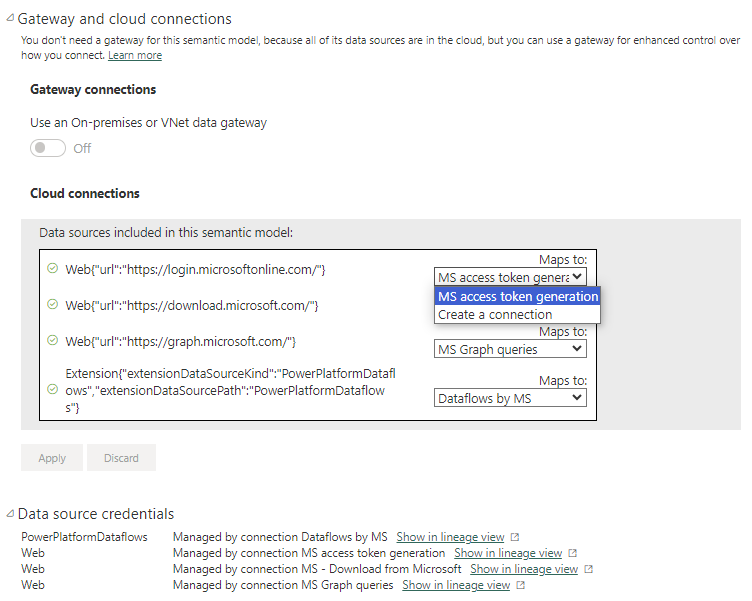 Gateway and cloud connections
You don't need a gateway for this semantic model, because all of its data sources are in the cloud, but you can use a gateway for enhanced control over
how you connect. Learn more
Gateway connections
Use an On-premises or VNet data gateway
Off
Cloud connections
Data sources included in this semantic model:
Maps to:
Web{"url":"https://login.microsoftonline.com/"}
MS access token genera
MS access token generation
Web{"url":"https://download.microsoft.com/"}
Create a connection
Maps to:
Web{"url":"https://graph.microsoft.com/"}
MS Graph queries
Extension{"extensionDataSourceKind":"PowerPlatformDatafl
Maps to:
ows","extensionDataSourcePath":"PowerPlatformDataflow
Dataflows by MS
s"}
Apply Discard
Data source credentials
PowerPlatformDataflows Managed by connection Dataflows by MS Show in lineage view
Web Managed by connection MS access token generation Show in lineage view
Web Managed by connection MS - Download from Microsoft Show in lineage view
Web Managed by connection MS Graph queries Show in lineage view